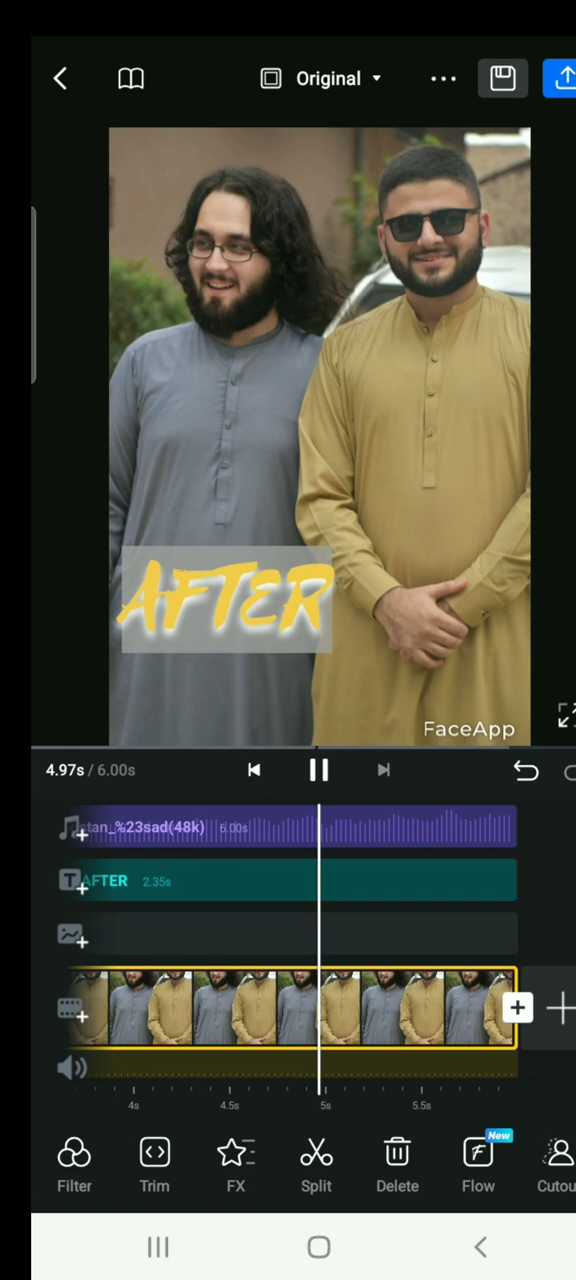 Original
AFTER
FaceApp
4.97s / 6.00s
stan_%23sad(48k) 6.00s
AFTER 2.35s
4s 4.5s 5s 5.5s
New
Filter Trim FX Split Delete Flow Cutou